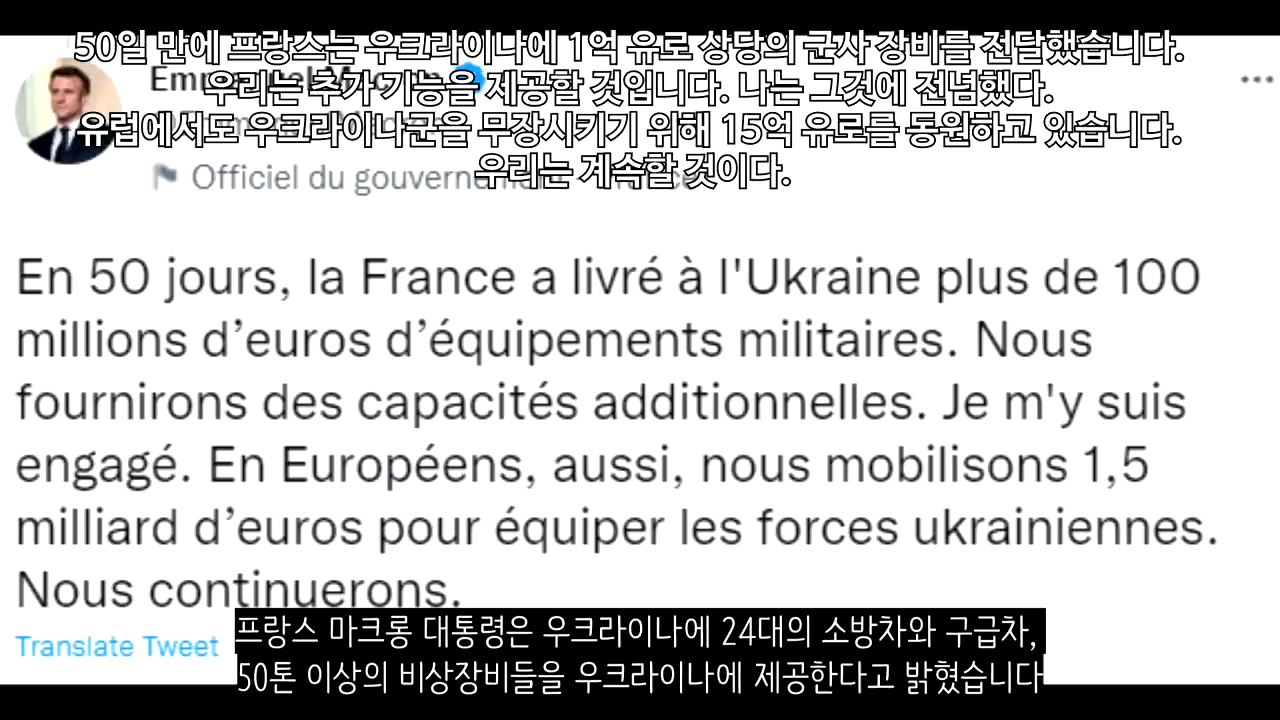 50일 만에 프랑스는 우크라이나에 1억 유로 상당의 군사 장비를 전달했습니다.
우리는 추가 기능을 제공할 것입니다. 나는 그것에 전념했다.
유럽에서도 우크라이나군을 무장시키기 위해 15억 유로를 동원하고 있습니다.
우리는 계속할 것이다.
Officiel du
En 50 jours, la France a livré à l'Ukraine plus de 100
millions d’euros d’équipements militaires. Nous
fournirons des capacités additionnelles. Je m'y suis
engagé. En Européens, aussi, nous mobilisons 1,5
milliard d’euros pour équiper les forces ukrainiennes.
Nous continuerons.
Translate Tweet
프랑스 마크롱 대통령은 우크라이나에 24대의 소방차와 구급차,
50톤 이상의 비상장비들을 우크라이나에 제공한다고 밝혔습니다